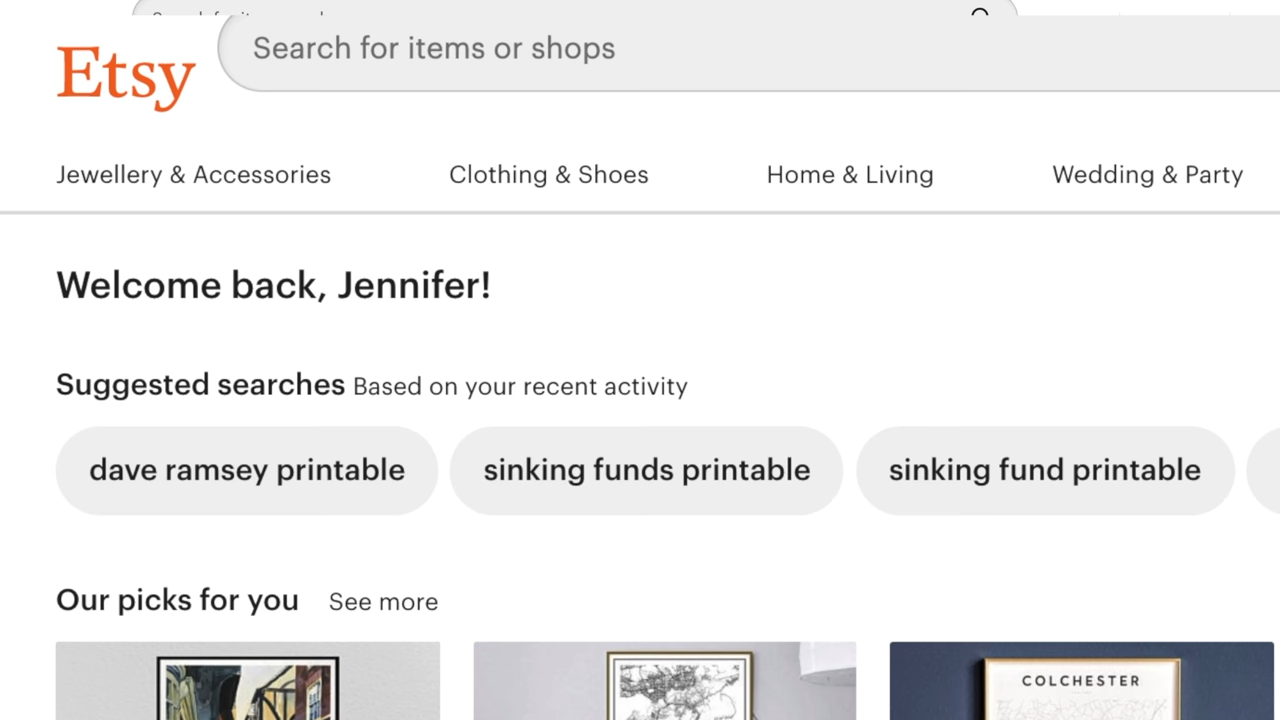 Etsy
Search for items or shops
Jewellery & Accessories Clothing & Shoes Home & Living Wedding & Party
Welcome back, Jennifer!
Suggested searches Based on your recent activity
dave ramsey printable sinking funds printable sinking fund printable
Our picks for you See more
COLCHESTER